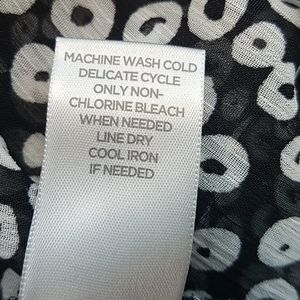 MACHINE WASH COLD
DELICATE CYCLE
ONLY NON-
CHLORINE BLEACH
WHEN NEEDED
LINE DRY
COOL IRON
IF NEEDED